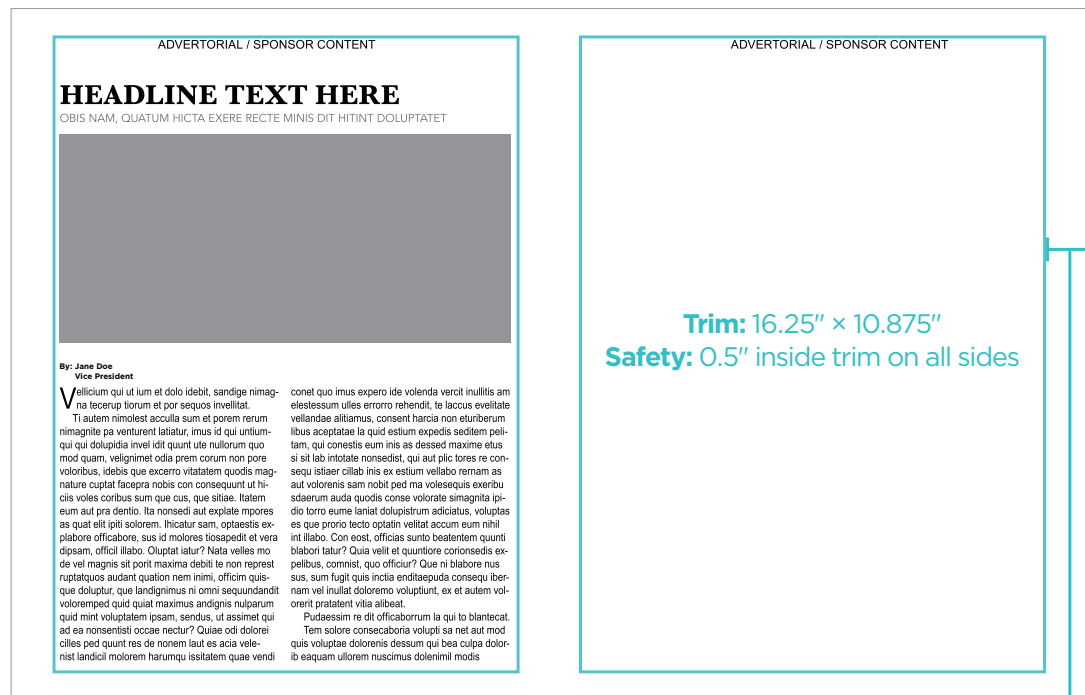 ADVERTORIAL / SPONSOR CONTENT
HEADLINE TEXT HERE
OBIS NAM, QUATUM HICTA EXERE RECTE MINIS DIT HITINT DOLUPTATET
By: Jane Doe
Vice President
Vellicium qui ut ium et dolo idebit, sandige nimag-
na tecerup tiorum et por sequos invellitat.
Ti autem nimolest acculla sum et porem rerum
nimagnite pa venturent latiatur, imus id qui untium-
qui qui dolupidia invel idit quunt ute nullorum quo
mod quam, velignimet odia prem corum non pore
voloribus, idebis que excerro vitatatem quodis mag-
nature cuptat facepra nobis con consequunt ut hi-
ciis voles coribus sum que cus, que sitiae. Itatem
eum aut pra dentio. Ita nonsedi aut explate mpores
as quat elit ipiti solorem. Ihicatur sam, optaestis ex-
plabore officabore, sus id molores tiosapedit et vera
dipsam, officil illabo. Oluptat iatur? Nata velles mo
de vel magnis sit porit maxima debiti te non represt
ruptatquos audant quation nem inimi, officim quis-
que doluptur, que landignimus ni omni sequundandit
voloremped quid quiat maximus andignis nulparum
quid mint voluptatem ipsam, sendus, ut assimet qui
ad ea nonsentisti occae nectur? Quiae odi dolorei
cilles ped quunt res de nonem laut es acia vele-
nist landicil molorem harumqu issitatem quae vendi
conet quo imus expero ide volenda vercit inullitis am
elestessum ulles errorro rehendit, te laccus evelitate
vellandae alitiamus, consent harcia non eturiberum
libus aceptatae la quid estium expedis seditem peli-
tam, qui conestis eum inis as dessed maxime etus
si sit lab intotate nonsedist, qui aut plic tores re con-
sequ istiaer cillab inis ex estium vellabo rernam as
aut volorenis sam nobit ped ma volesequis exeribu
sdaerum auda quodis conse volorate simagnita ipi-
dio torro eume laniat dolupistrum adiciatus, voluptas
es que prorio tecto optatin velitat accum eum nihil
int illabo. Con eost, officias sunto beatentem quunti
blabori tatur? Quia velit et quuntiore corionsedis ex-
pelibus, comnist, quo officiur? Que ni blabore nus
sus, sum fugit quis inctia enditaepuda consequ iber-
nam vel inullat doloremo voluptiunt, ex et autem vol-
orerit pratatent vitia alibeat.
Pudaessim re dit officaborrum la qui to blantecat.
Tem solore consecaboria volupti sa net aut mod
quis voluptae dolorenis dessum qui bea culpa dolor-
ib eaquam ullorem nuscimus dolenimil modis
ADVERTORIAL / SPONSOR CONTENT
Trim: 16.25" × 10.875"
Safety: 0.5" inside trim on all sides